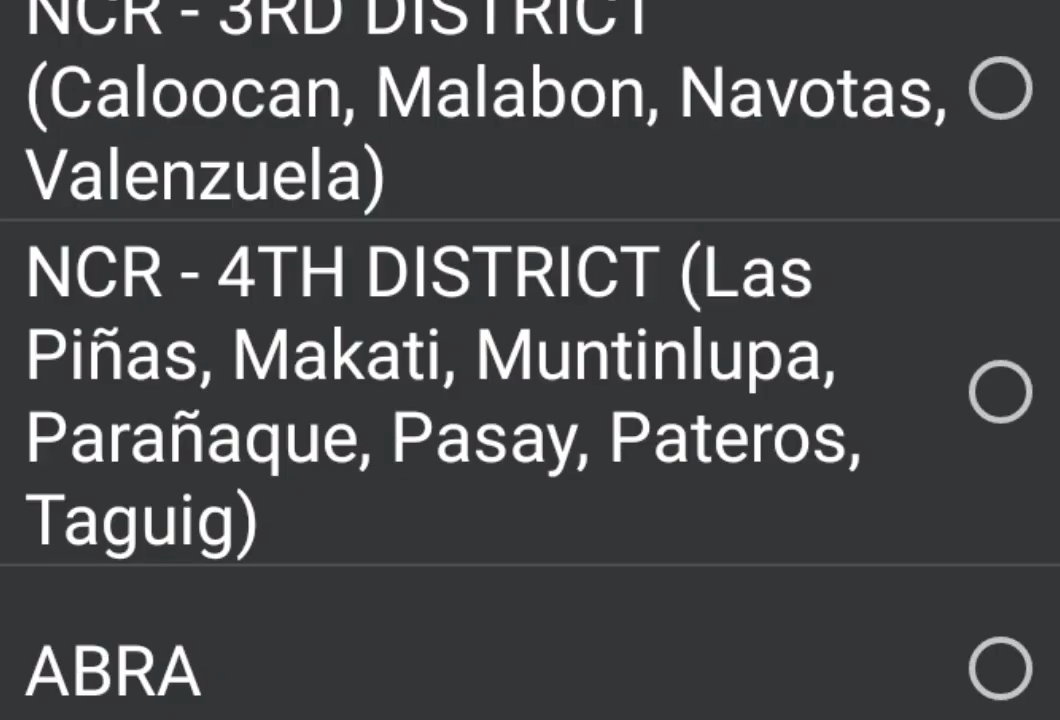 NCR - 3RD DISTRICT
(Caloocan, Malabon, Navotas,
Valenzuela)
NCR - 4TH DISTRICT (Las
Piñas, Makati, Muntinlupa,
Parañaque, Pasay, Pateros,
Taguig)
ABRA